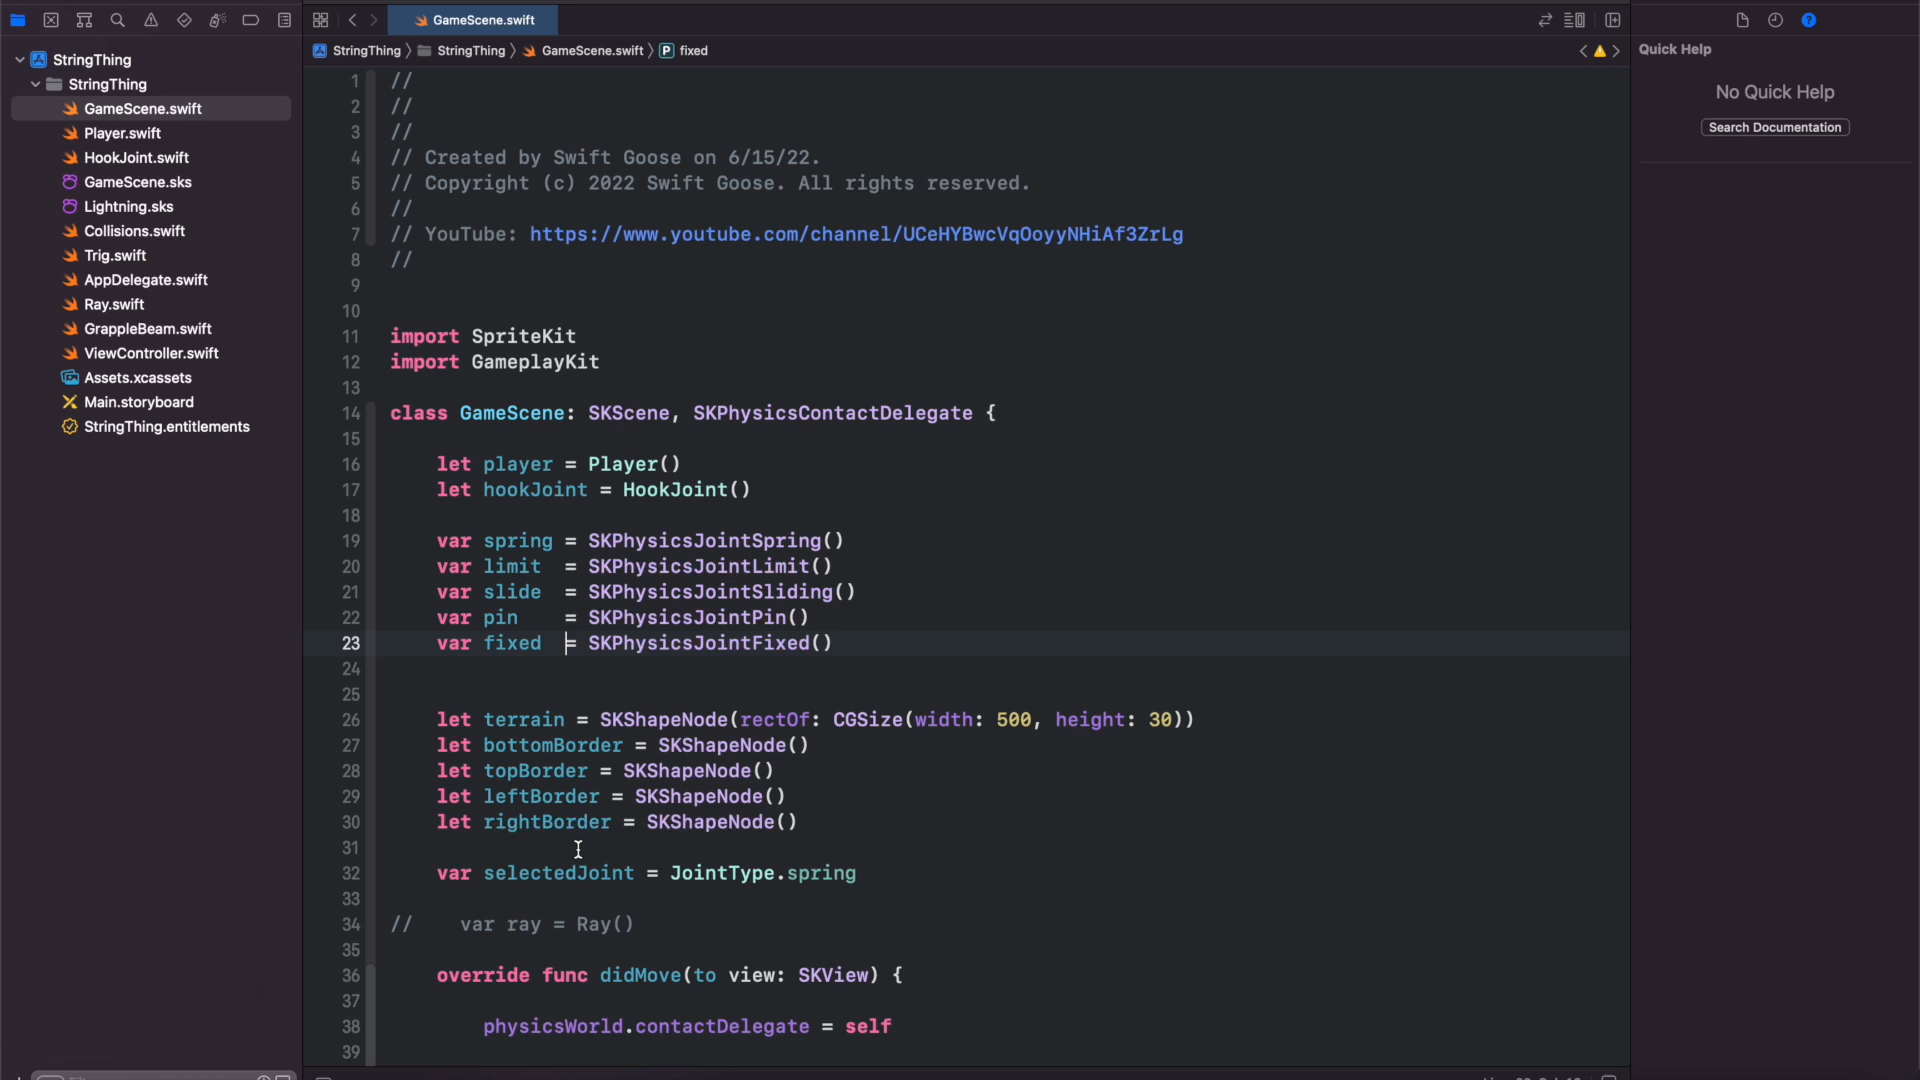 GameScene.swift
StringThing
StringThing
GameScene.swift
fixed
StringThing
StringThing
GameScene.swift
Player.swift
HookJoint.swift
GameScene.sks
Lightning.sks
Collisions.swift
Trig.swift
AppDelegate.swift
Ray.swift
GrappleBeam.swift
ViewController.swift
Assets.xcassets
Main.storyboard
StringThing.entitlements
1 //
2 //
3 //
4 // Created by Swift Goose on 6/15/22.
5 // Copyright (c) 2022 Swift Goose. All rights reserved.
6 //
7 // YouTube: https://www.youtube.com/channel/UCeHYBwcVqOoyyNHiAf3ZrLg
8 //
9
10
11 import SpriteKit
12 import GameplayKit
13
14 class GameScene: SKScene, SKPhysicsContactDelegate {
15
16 let player = Player()
17 let hookJoint = HookJoint()
18
19 var spring = SKPhysicsJointSpring()
20 var limit  = SKPhysicsJointLimit()
21 var slide  = SKPhysicsJointSliding()
22 var pin    = SKPhysicsJointPin()
23 var fixed  = SKPhysicsJointFixed()
24
25
26 let terrain = SKShapeNode(rectOf: CGSize(width: 500, height: 30))
27 let bottomBorder = SKShapeNode()
28 let topBorder = SKShapeNode()
29 let leftBorder = SKShapeNode()
30 let rightBorder = SKShapeNode()
31
32 var selectedJoint = JointType.spring
33
34 //    var ray = Ray()
35
36 override func didMove(to view: SKView) {
37
38 physicsWorld.contactDelegate = self
39
Quick Help
No Quick Help
Search Documentation